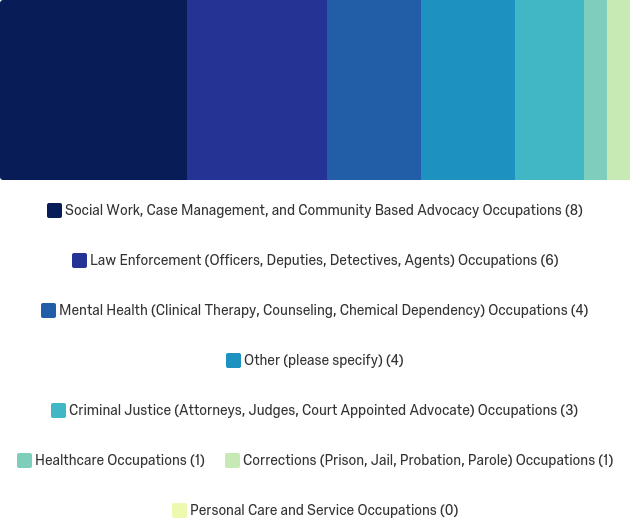 Social Work, Case Management, and Community Based Advocacy Occupations (8)
Law Enforcement (Officers, Deputies, Detectives, Agents) Occupations (6)
Mental Health (Clinical Therapy, Counseling, Chemical Dependency) Occupations (4)
Other (please specify) (4)
Criminal Justice (Attorneys, Judges, Court Appointed Advocate) Occupations (3)
Healthcare Occupations (1) Corrections (Prison, Jail, Probation, Parole) Occupations (1)
Personal Care and Service Occupations (0)